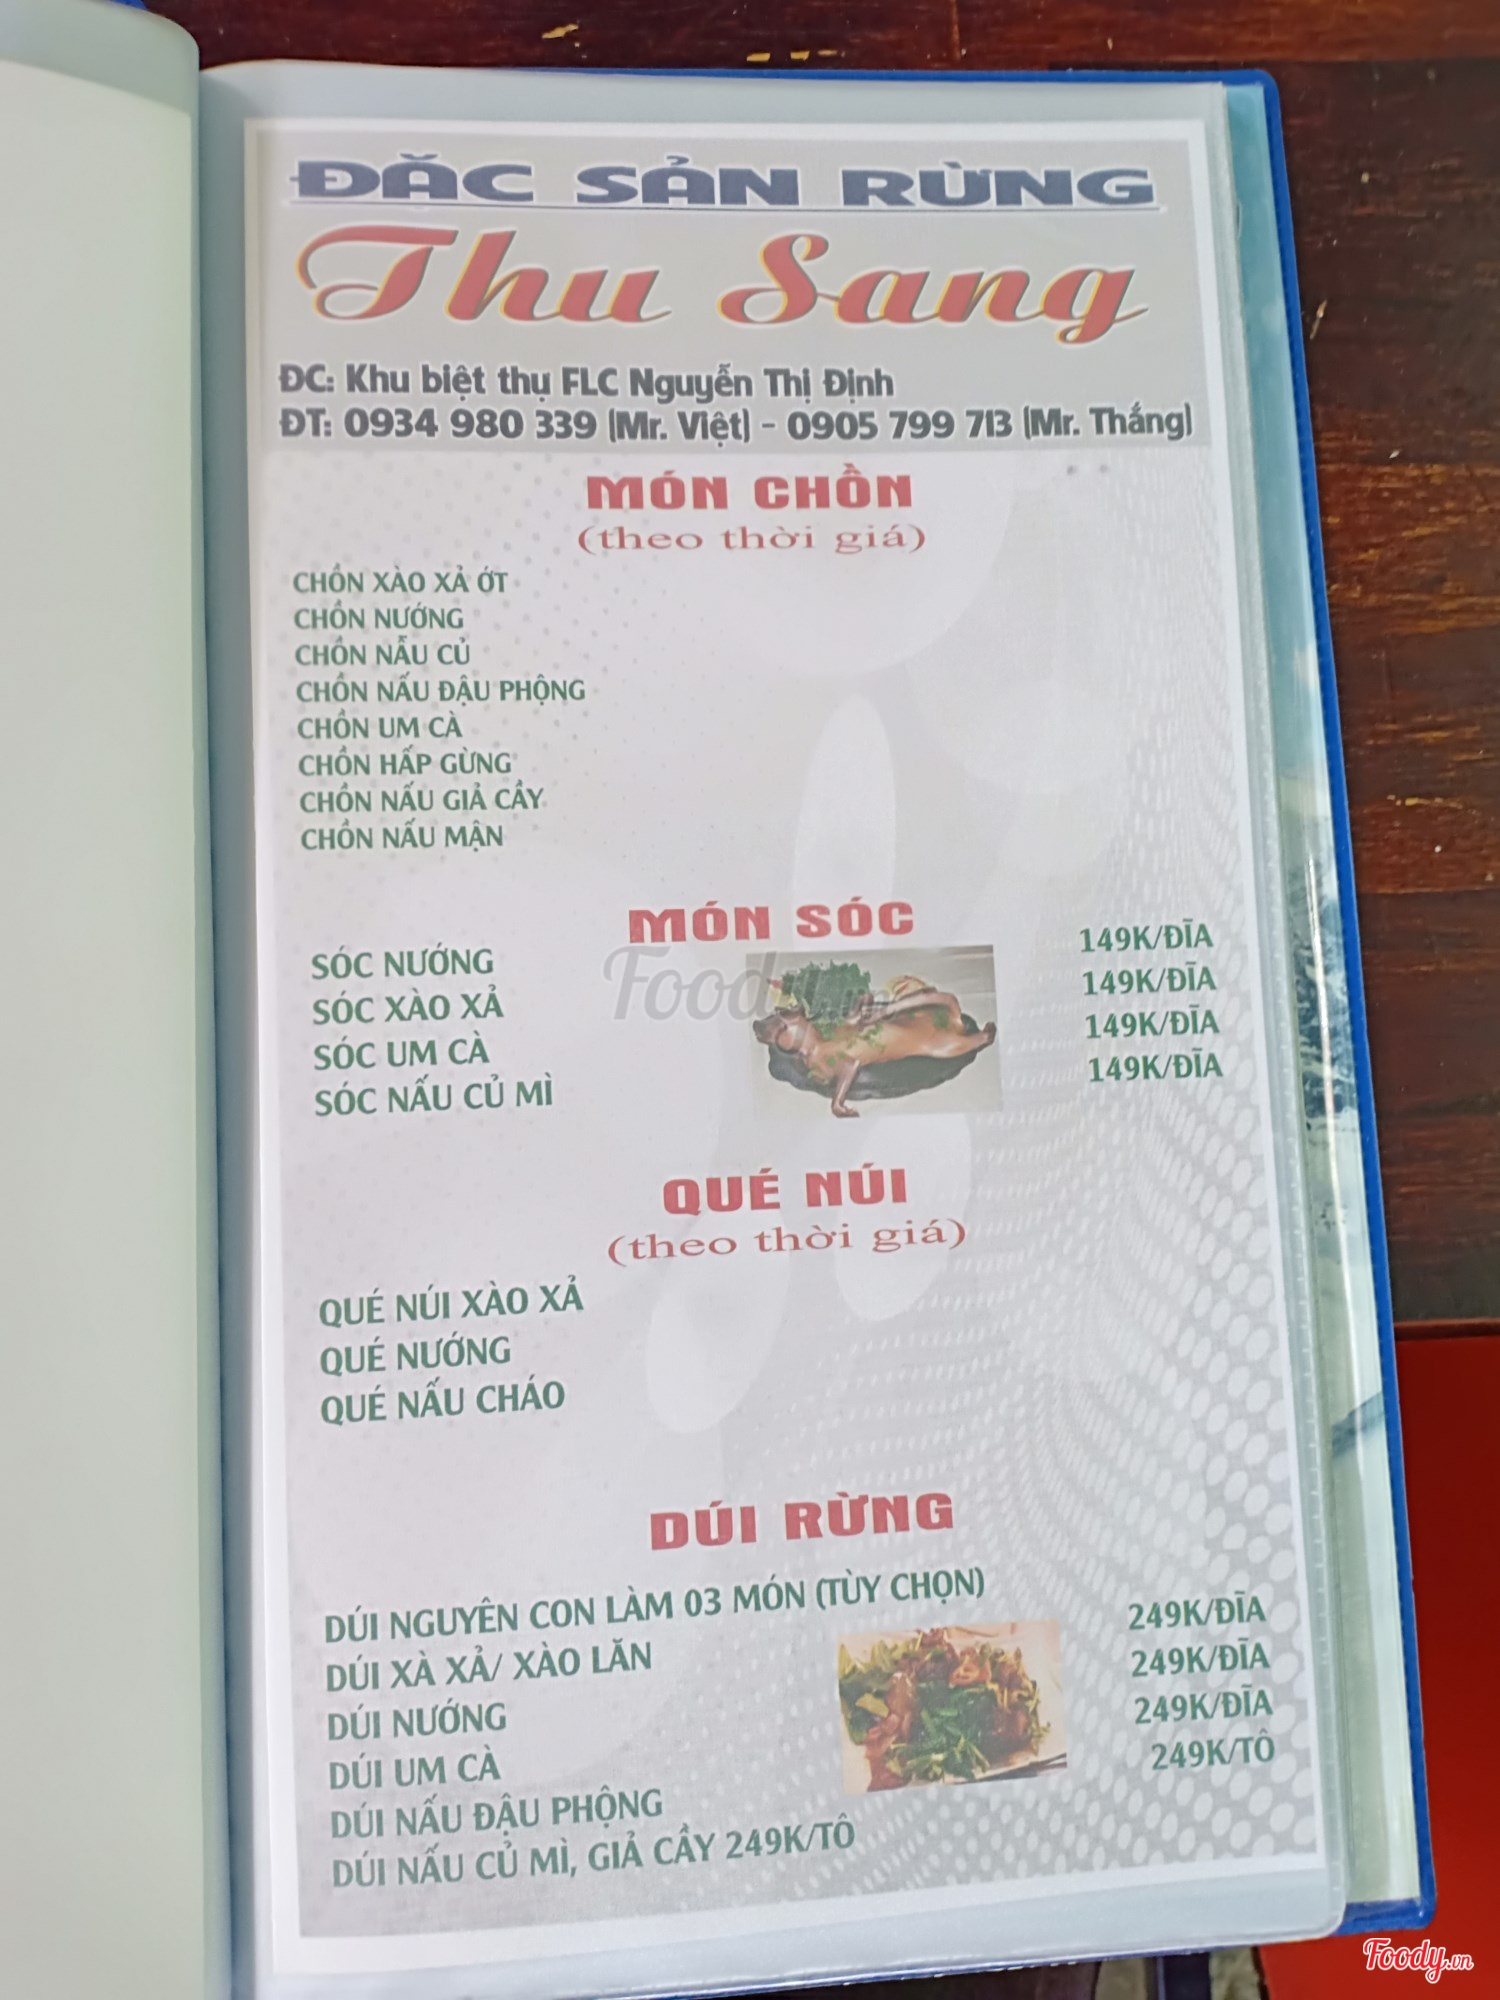 ĐẶC SẢN RỪNG
Thu Sang
ĐC: Khu biệt thụ FLC Nguyễn Thị Định
ĐT: 0934 980 339 (Mr. Việt) - 0905 799 713 (Mr. Thắng)
MÓN CHỒN
(theo thời giá)
CHỒN XÀO XẢ ỚT
CHỒN NƯỚNG
CHỒN NẪU CỦ
CHỒN NẤU ĐẬU PHỘNG
CHỒN UM CÀ
CHỒN HẤP GỪNG
CHỒN NẤU GIẢ CẦY
CHỒN NẤU MẬN
MÓN SÓC
SÓC NƯỚNG 149K/ĐĨA
SÓC XÀO XẢ 149K/ĐĨA
SÓC UM CÀ 149K/ĐĨA
SÓC NẤU CỦ MÌ 149K/ĐĨA
Foody.vn
QUÉ NÚI
(theo thời giá)
QUÉ NÚI XÀO XẢ
QUÉ NƯỚNG
QUÉ NẤU CHÁO
DÚI RỪNG
DÚI NGUYÊN CON LÀM 03 MÓN (TÙY CHỌN)
DÚI XÀ XẢ/ XÀO LĂN 249K/ĐĨA
DÚI NƯỚNG 249K/ĐĨA
DÚI UM CÀ 249K/ĐĨA
DÚI NẤU ĐẬU PHỘNG 249K/TÔ
DÚI NẤU CỦ MÌ, GIẢ CẦY 249K/TÔ
Foody.vn